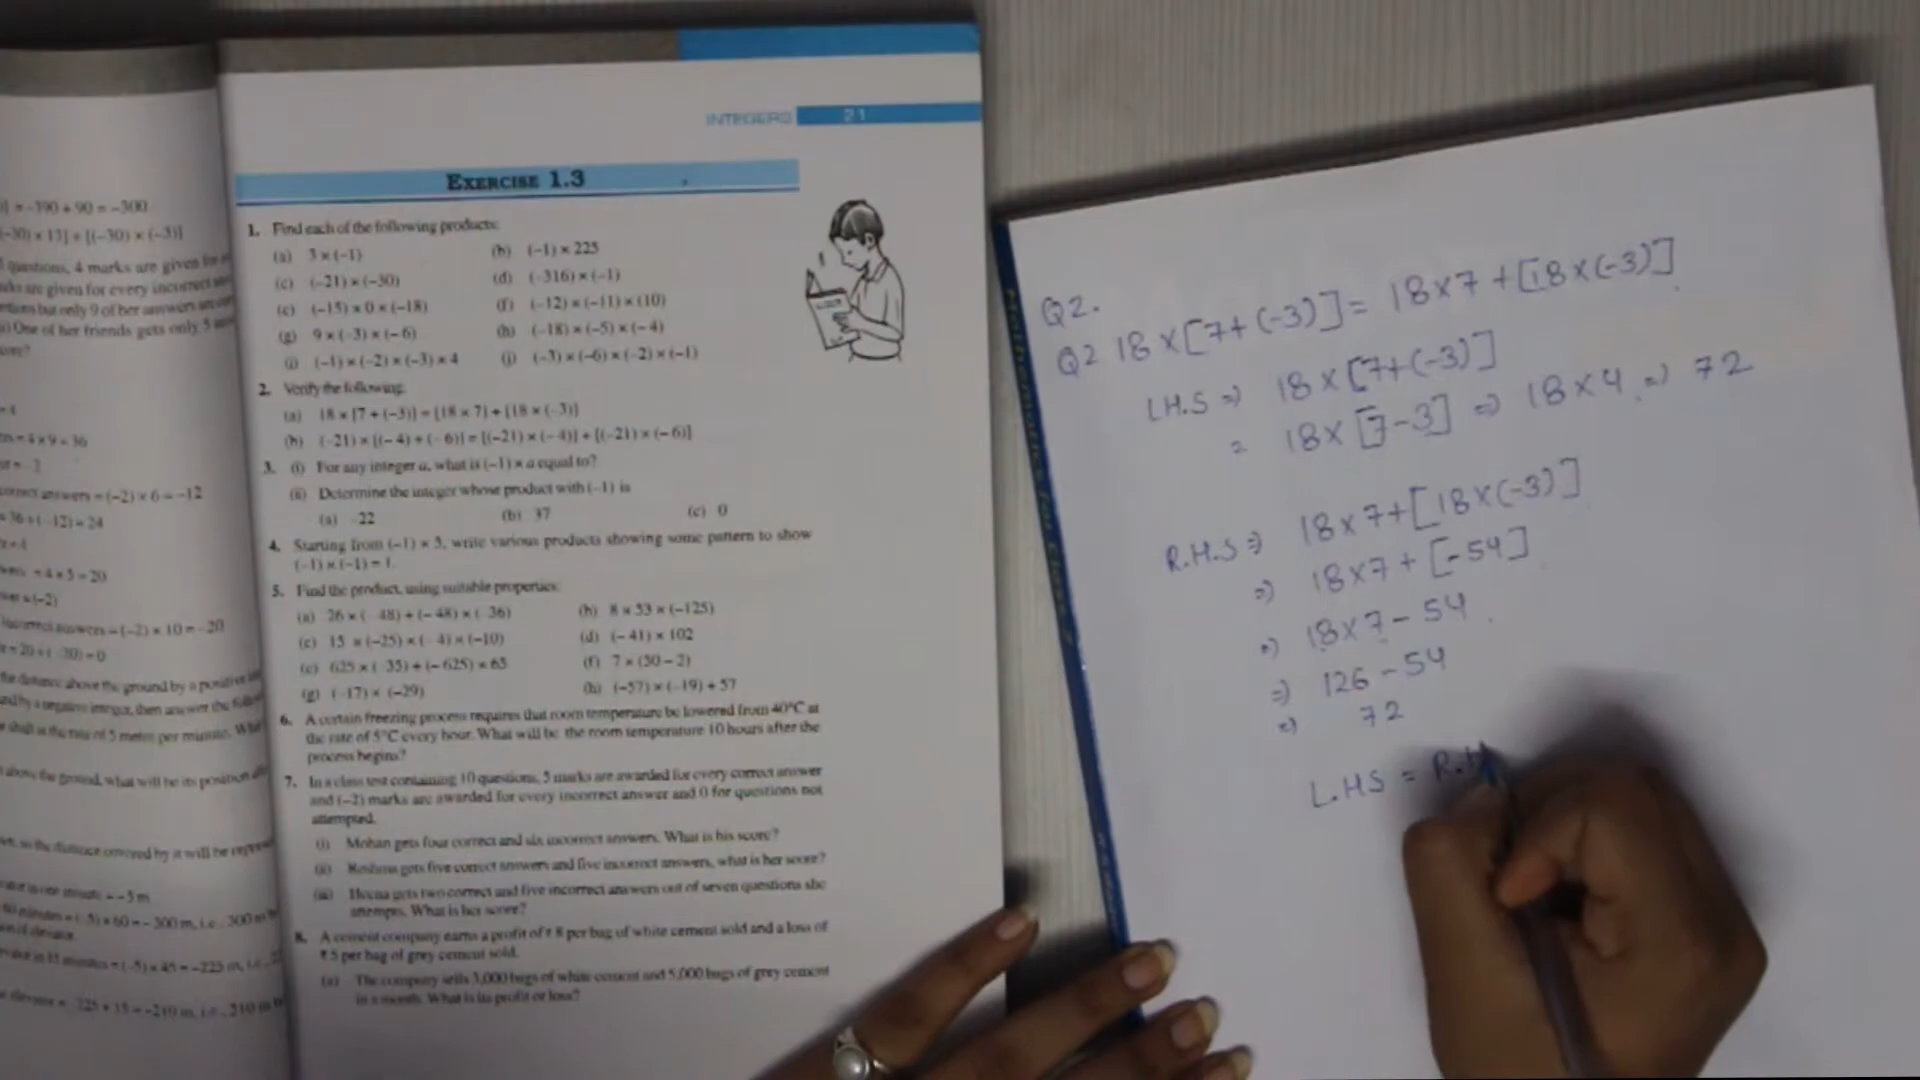 INTEGERS 21
EXERCISE 1.3
1. Find each of the following products:
(a) 3 × (–1) (b) (–1) × 225
(c) (–21) × (–30) (d) (–316) × (–1)
(e) (–15) × 0 × (–18) (f) (–12) × (–11) × (10)
(g) 9 × (–3) × (– 6) (h) (–18) × (–5) × (– 4)
(i) (–1) × (–2) × (–3) × 4 (j) (–3) × (–6) × (–2) × (–1)
2. Verify the following:
(a) 18 × [7 + (–3)] = [18 × 7] + [18 × (–3)]
(b) (–21) × [(– 4) + (– 6)] = [(–21) × (– 4)] + [(–21) × (– 6)]
3. (i) For any integer a, what is (–1) × a equal to?
(ii) Determine the integer whose product with (–1) is
(a) –22 (b) 37 (c) 0
4. Starting from (–1) × 5, write various products showing some pattern to show
(–1) × (–1) = 1.
5. Find the product, using suitable properties:
(a) 26 × (– 48) + (– 48) × (–36) (b) 8 × 53 × (–125)
(c) 15 × (–25) × (– 4) × (–10) (d) (– 41) × 102
(e) 625 × (–35) + (– 625) × 65 (f) 7 × (50 – 2)
(g) (–17) × (–29) (h) (–57) × (–19) + 57
6. A certain freezing process requires that room temperature be lowered from 40°C at
the rate of 5°C every hour. What will be the room temperature 10 hours after the
process begins?
7. In a class test containing 10 questions, 5 marks are awarded for every correct answer
and (–2) marks are awarded for every incorrect answer and 0 for questions not
attempted.
(i) Mohan gets four correct and six incorrect answers. What is his score?
(ii) Reshma gets five correct answers and five incorrect answers, what is her score?
(iii) Heena gets two correct and five incorrect answers out of seven questions she
attempts. What is her score?
8. A cement company earns a profit of ₹ 8 per bag of white cement sold and a loss of
₹ 5 per bag of grey cement sold.
(a) The company sells 3,000 bags of white cement and 5,000 bags of grey cement
in a month. What is its profit or loss?
Q2.
Q2 18×[7+(-3)] = 18×7+[18×(-3)]
L.H.S => 18×[7+(-3)]
= 18×[7-3] => 18×4 => 72
R.H.S => 18×7+[18×(-3)]
=> 18×7+[-54]
=> 18×7-54
=> 126-54
=> 72
L.HS = R.H